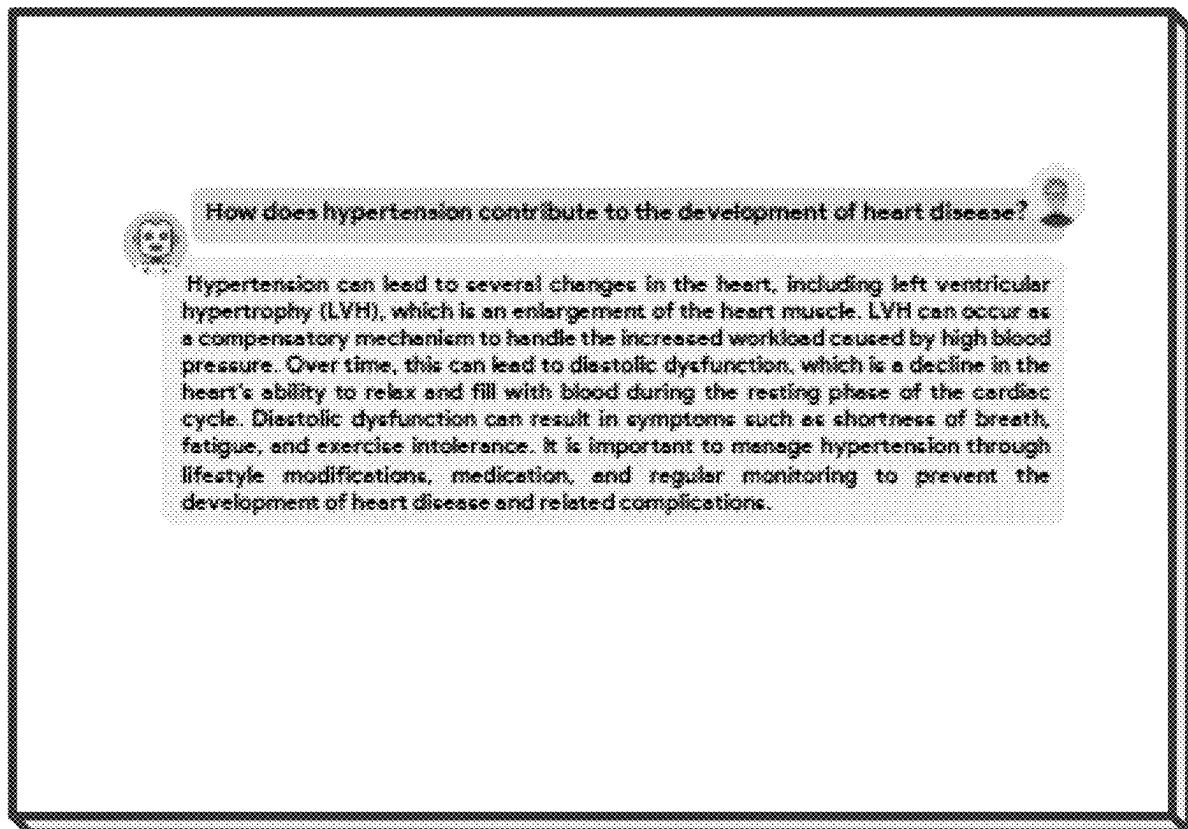 How does hypertension contribute to the development of heart disease?
Hypertension can lead to several changes in the heart, including left ventricular
hypertrophy (LVH), which is an enlargement of the heart muscle. LVH can occur as
a compensatory mechanism to handle the increased workload caused by high blood
pressure. Over time, this can lead to diastolic dysfunction, which is a decline in the
heart's ability to relax and fill with blood during the resting phase of the cardiac
cycle. Diastolic dysfunction can result in symptoms such as shortness of breath,
fatigue, and exercise intolerance. It is important to manage hypertension through
lifestyle modifications, medication, and regular monitoring to prevent the
development of heart disease and related complications.